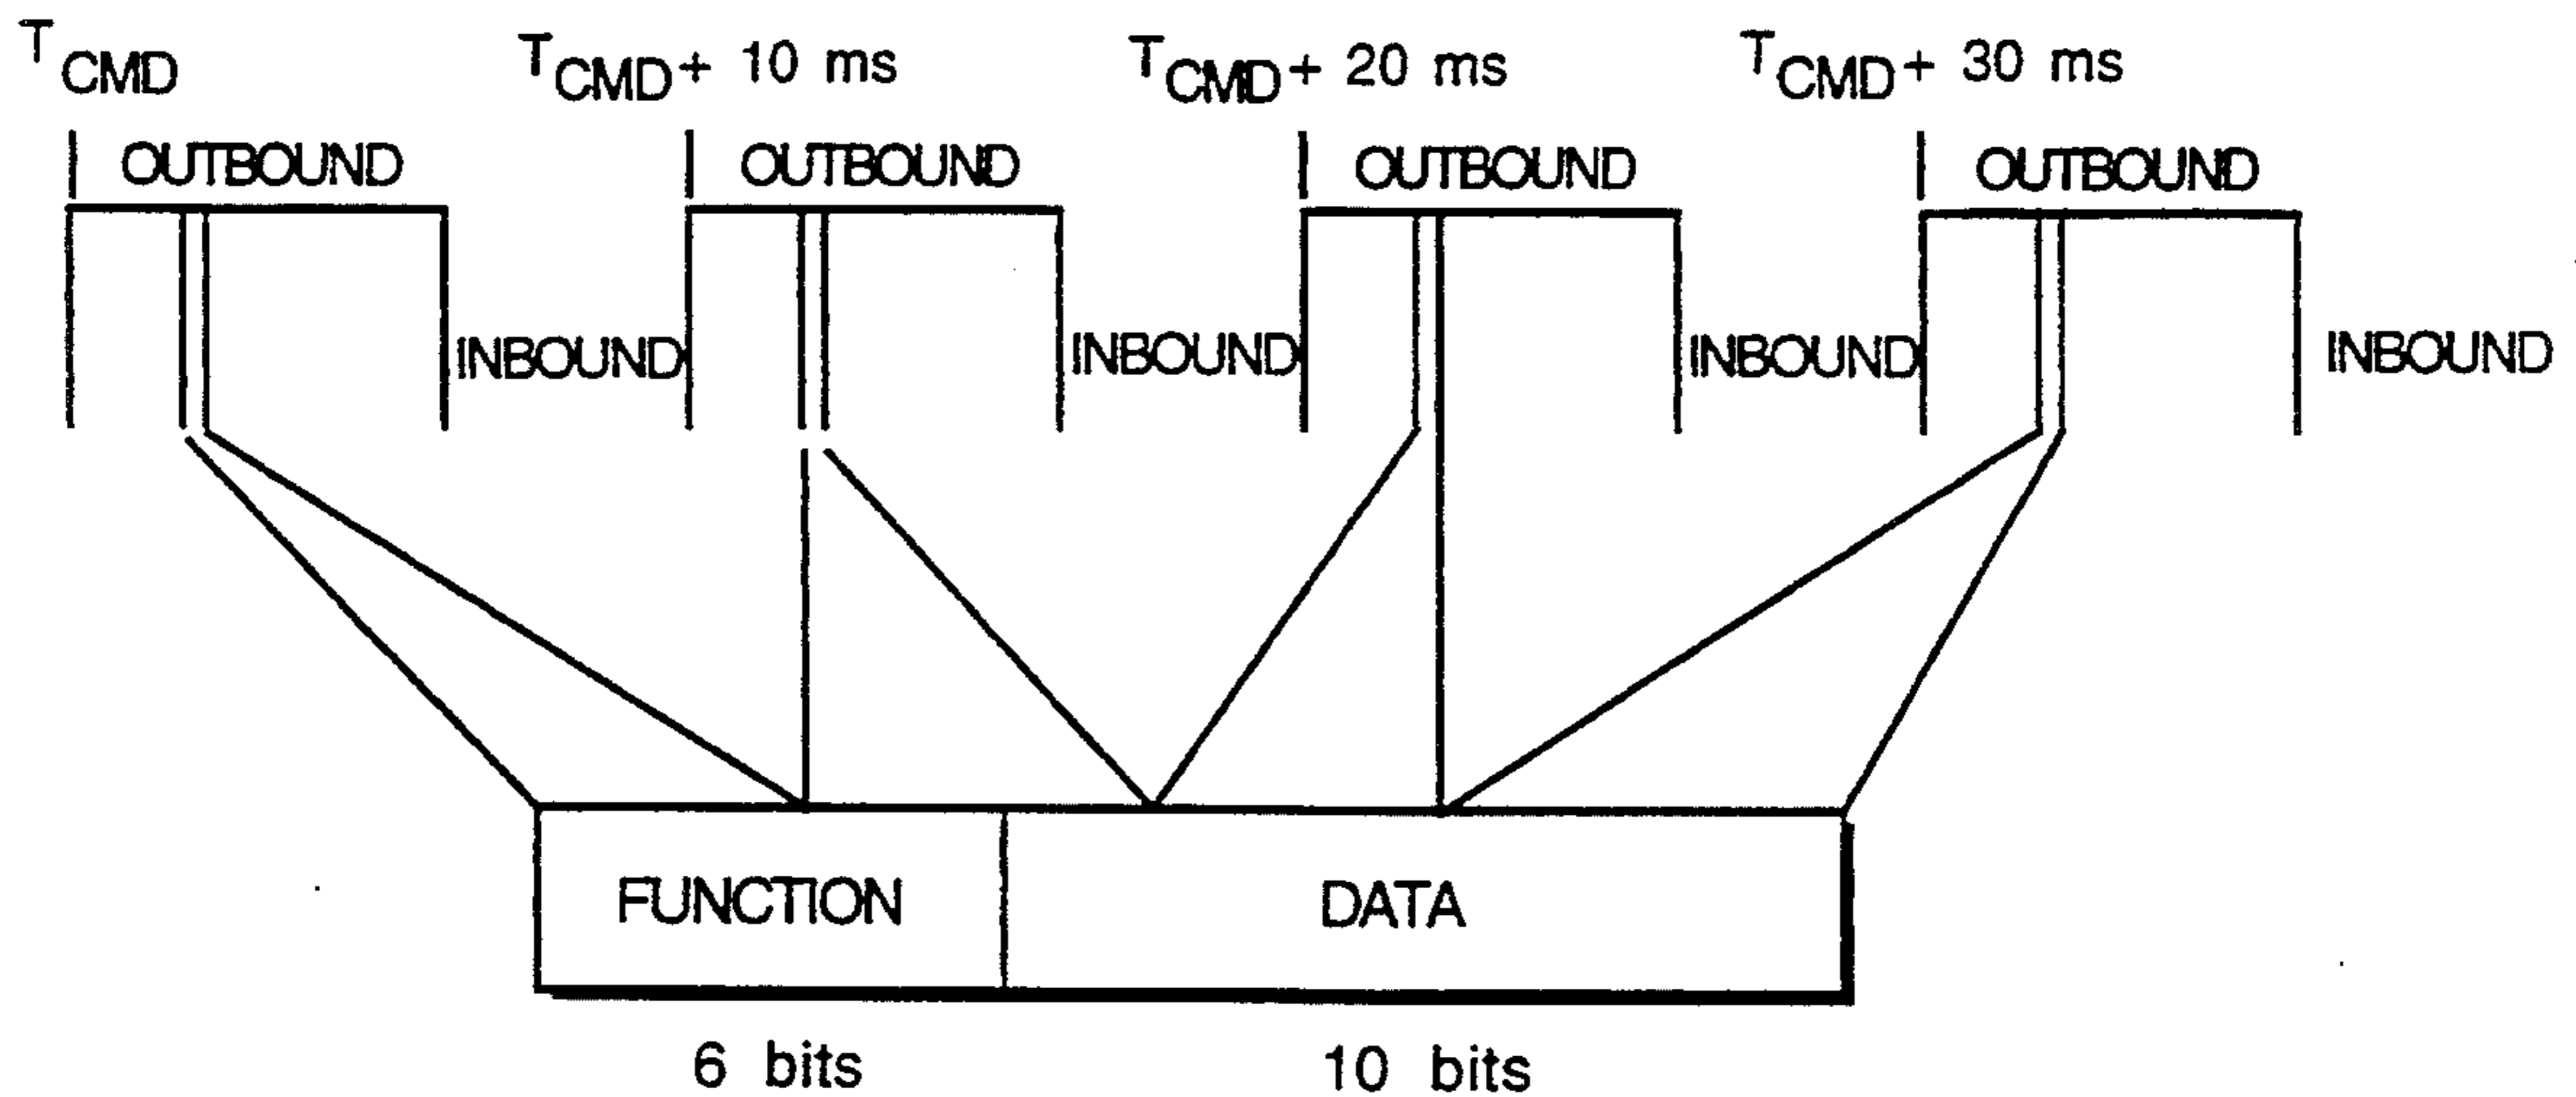 TCMD TCMD+ 10 ms TCMD+ 20 ms TCMD+ 30 ms
OUTBOUND OUTBOUND OUTBOUND OUTBOUND
INBOUND INBOUND INBOUND INBOUND
FUNCTION DATA
6 bits 10 bits